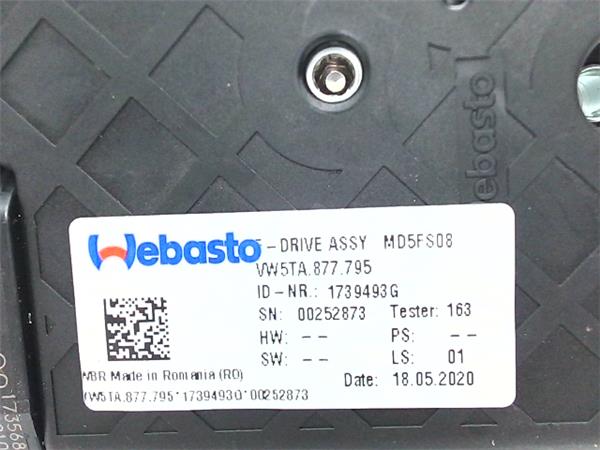 Webasto
Webasto
- DRIVE ASSY MD5FS08
VW5TA.877.795
ID-NR.: 1739493G
SN: 00252873 Tester: 163
HW: -- PS: --
SW: -- LS: 01
WBR Made in Romania (RO)
Date: 18.05.2020
VW5TA.877.795*1739493G*00252873